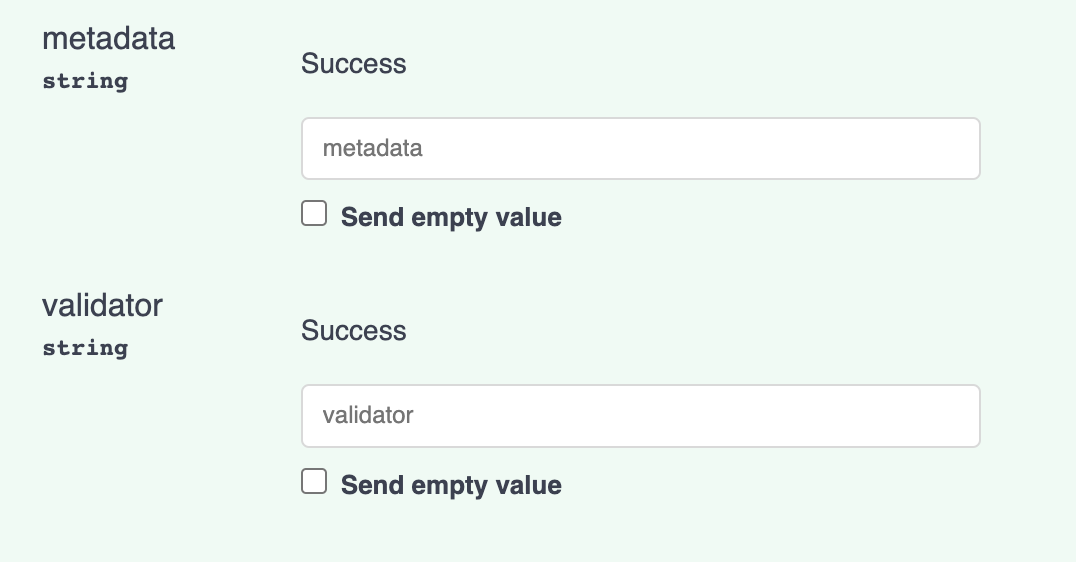 metadata
string
Success
metadata
Send empty value
validator
string
Success
validator
Send empty value